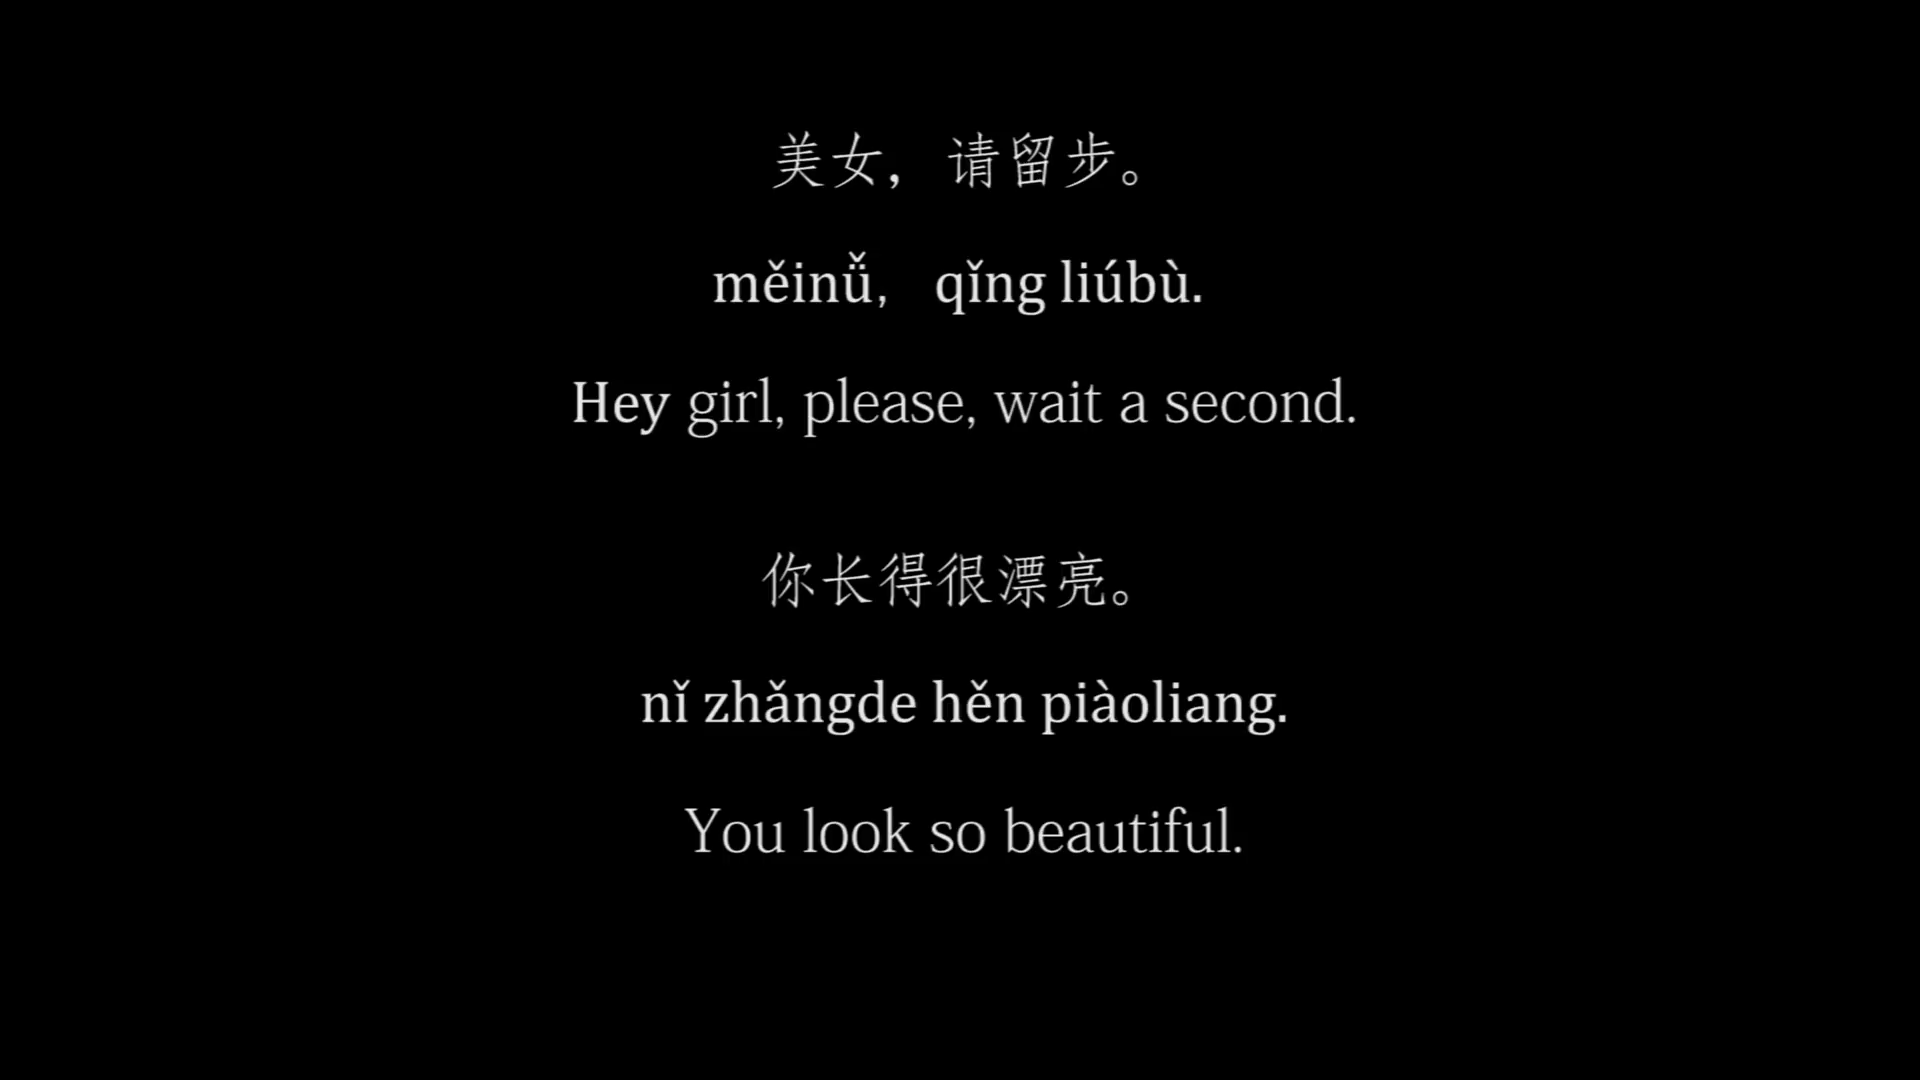 美女，请留步。
měinǚ,   qǐng liúbù.
Hey girl, please, wait a second.
你长得很漂亮。
nǐ zhǎngde hěn piàoliang.
You look so beautiful.